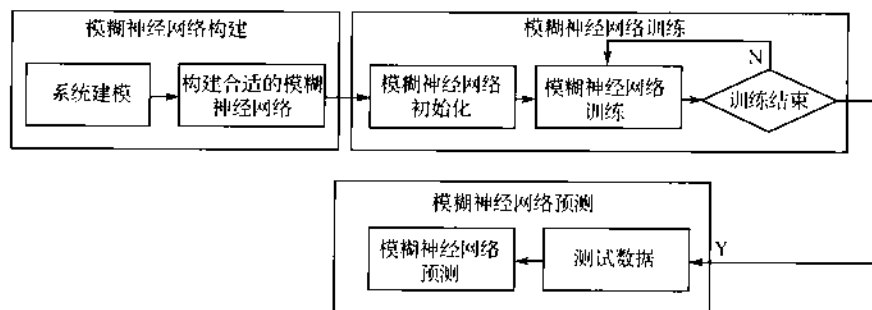 模糊神经网络构建
系统建模
构建合适的模糊
神经网络
模糊神经网络训练
模糊神经网络
初始化
模糊神经网络
训练
N
训练结束
模糊神经网络预测
模糊神经网络
预测
测试数据
Y